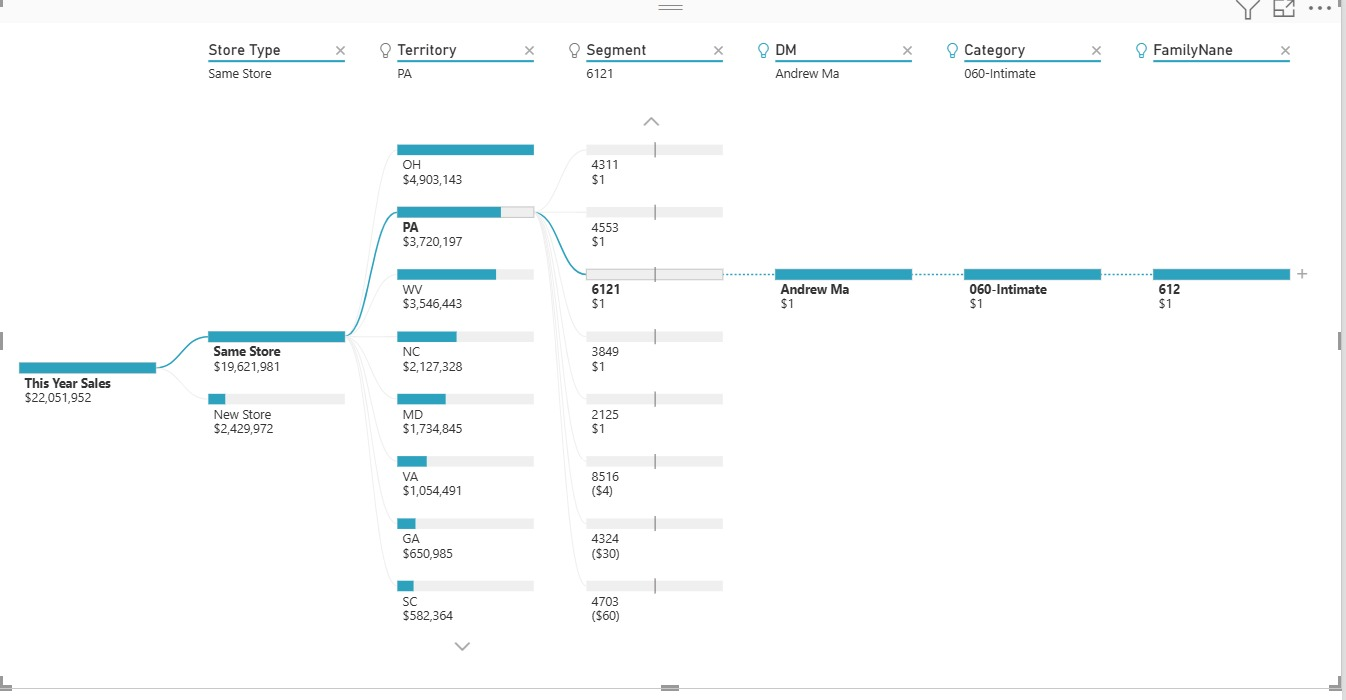 Store Type
Same Store
Territory
PA
Segment
6121
DM
Andrew Ma
Category
060-Intimate
FamilyNane
This Year Sales
$22,051,952
Same Store
$19,621,981
New Store
$2,429,972
OH
$4,903,143
PA
$3,720,197
WV
$3,546,443
NC
$2,127,328
MD
$1,734,845
VA
$1,054,491
GA
$650,985
SC
$582,364
4311
$1
4553
$1
6121
$1
3849
$1
2125
$1
8516
($4)
4324
($30)
4703
($60)
Andrew Ma
$1
060-Intimate
$1
612
$1